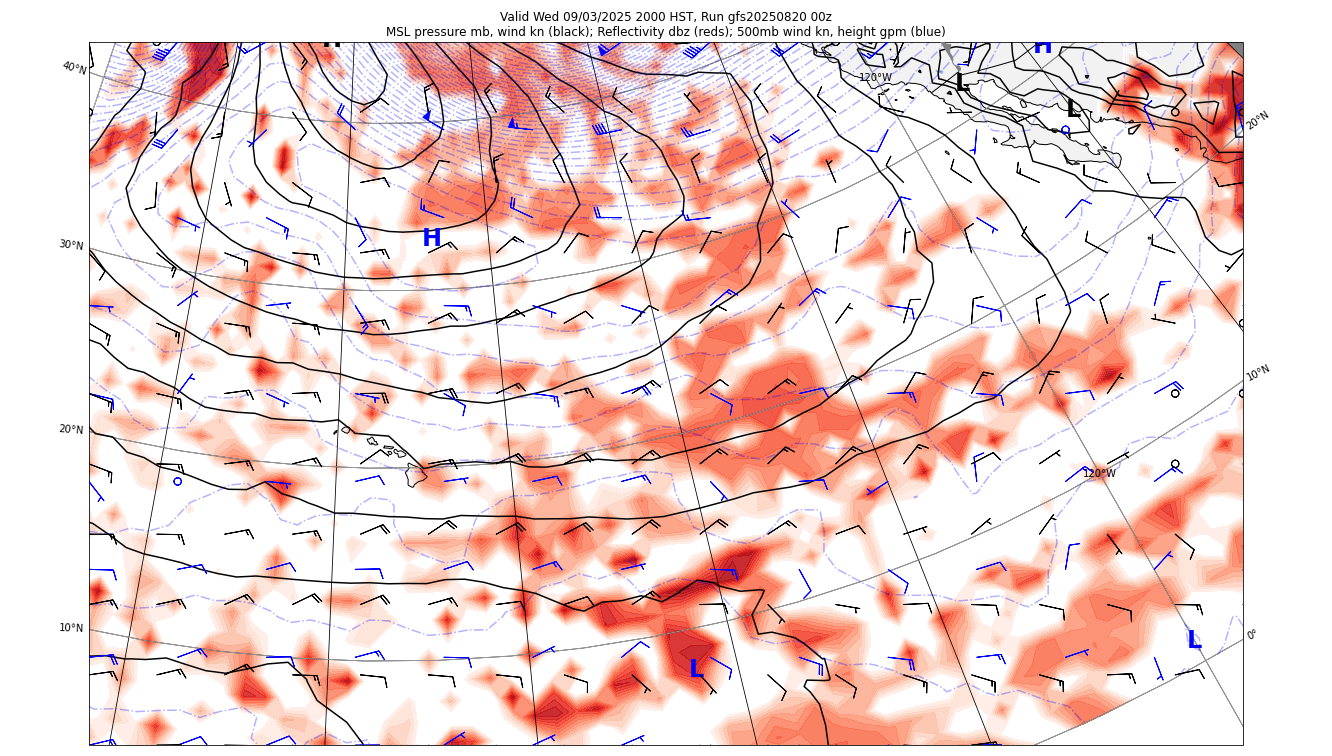 Valid Wed 09/03/2025 2000 HST, Run gfs20250820 00z
MSL pressure mb, wind kn (black); Reflectivity dbz (reds); 500mb wind kn, height gpm (blue)
H
40°N
120°W
L
L
20°N
H
30°N
10°N
20°N
120°W
10°N
0°
L
L